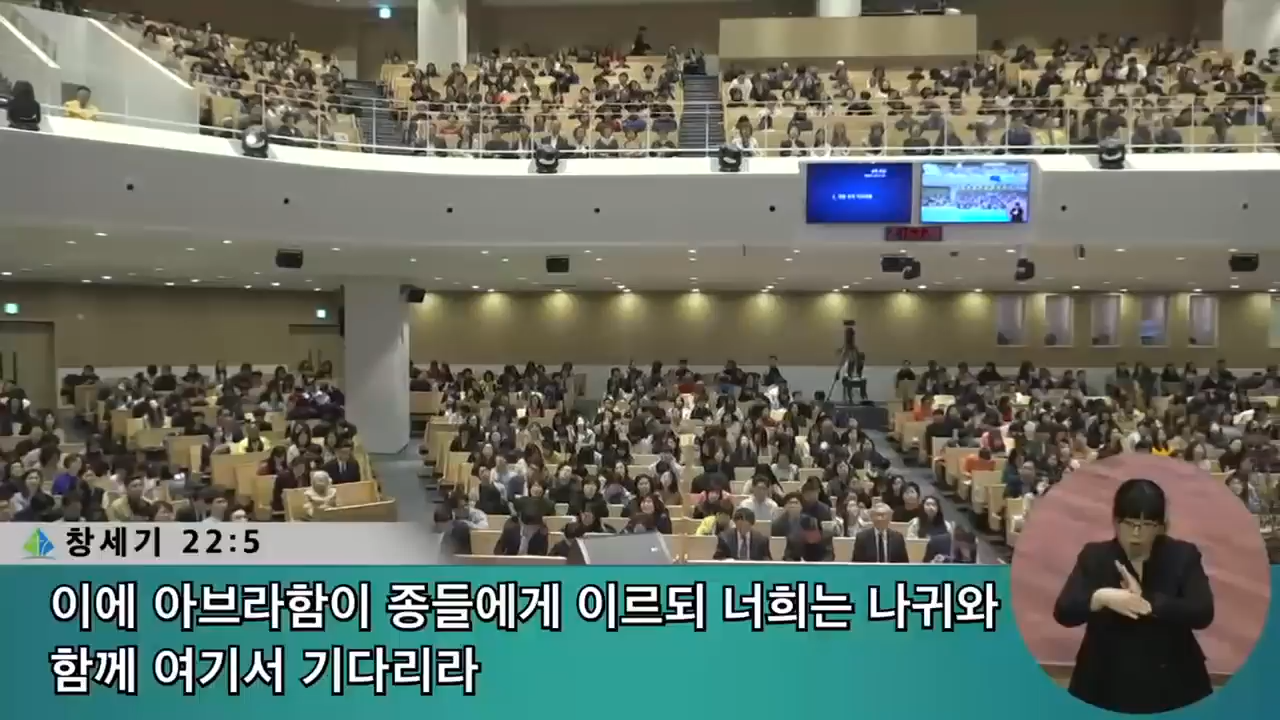 창세기 22:5
이에 아브라함이 종들에게 이르되 너희는 나귀와
함께 여기서 기다리라